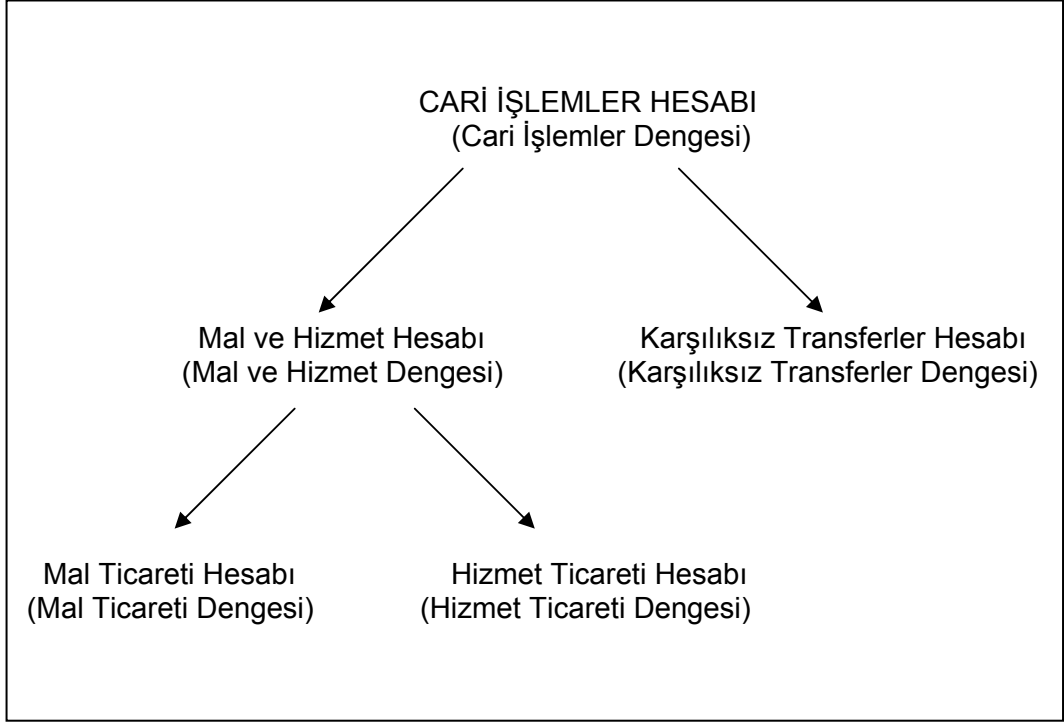 CARİ İŞLEMLER HESABI
(Cari İşlemler Dengesi)
Mal ve Hizmet Hesabı
(Mal ve Hizmet Dengesi)
Karşılıksız Transferler Hesabı
(Karşılıksız Transferler Dengesi)
Mal Ticareti Hesabı
(Mal Ticareti Dengesi)
Hizmet Ticareti Hesabı
(Hizmet Ticareti Dengesi)